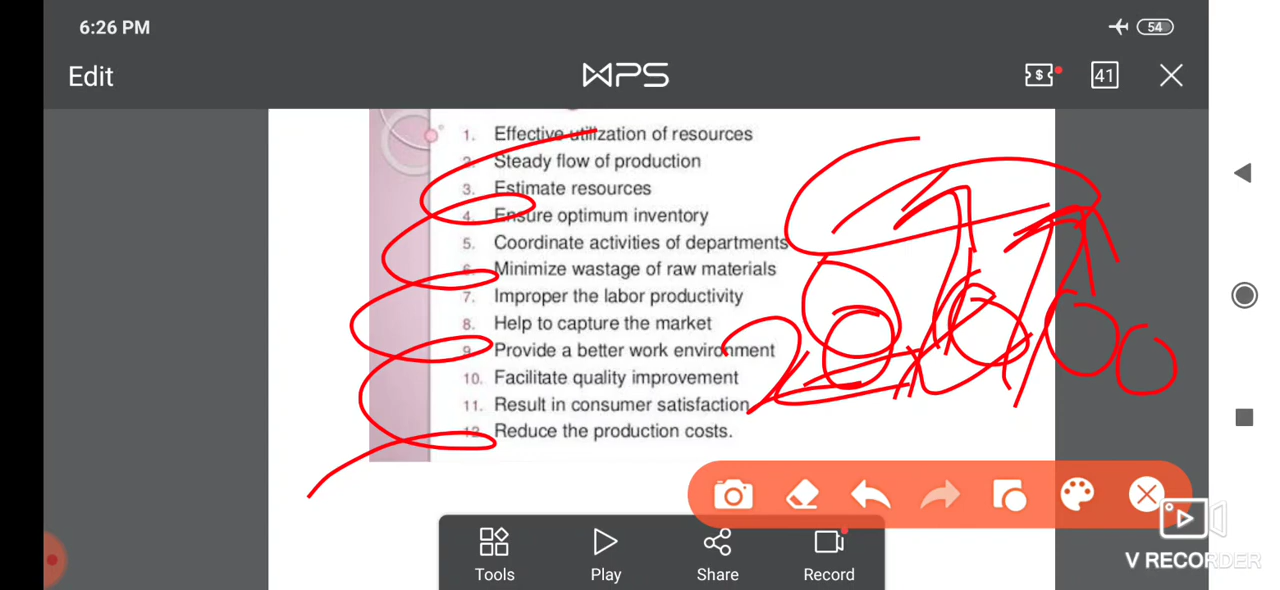 6:26 PM
54
Edit
WPS
$
41
1. Effective utilization of resources
2. Steady flow of production
3. Estimate resources
4. Ensure optimum inventory
5. Coordinate activities of departments
6. Minimize wastage of raw materials
7. Improper the labor productivity
8. Help to capture the market
9. Provide a better work environment
10. Facilitate quality improvement
11. Result in consumer satisfaction
12. Reduce the production costs.
Tools
Play
Share
Record
V RECORDER